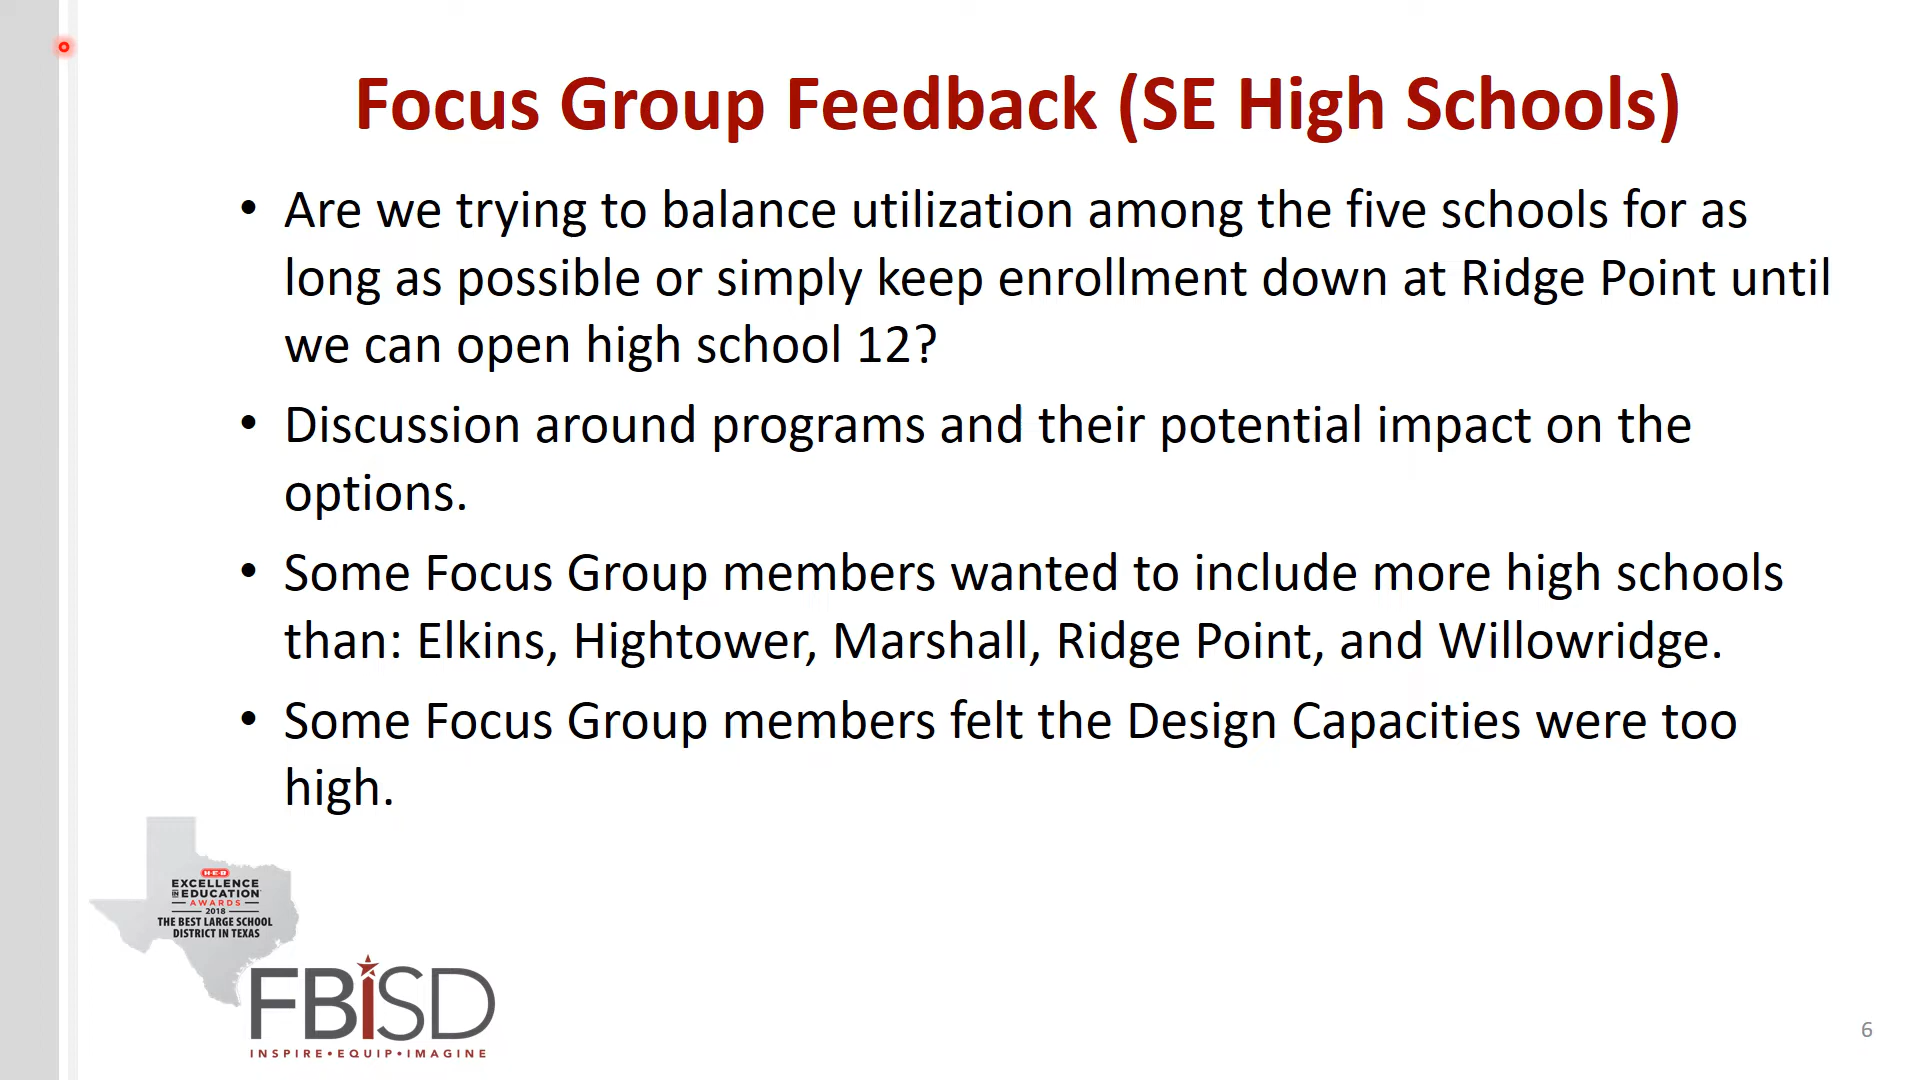 Focus Group Feedback (SE High Schools)
• Are we trying to balance utilization among the five schools for as
long as possible or simply keep enrollment down at Ridge Point until
we can open high school 12?
• Discussion around programs and their potential impact on the
options.
• Some Focus Group members wanted to include more high schools
than: Elkins, Hightower, Marshall, Ridge Point, and Willowridge.
• Some Focus Group members felt the Design Capacities were too
high.
H-E-B
EXCELLENCE
IN EDUCATION
AWARDS
2018
THE BEST LARGE SCHOOL
DISTRICT IN TEXAS
FBiSD
INSPIRE•EQUIP•IMAGINE
6